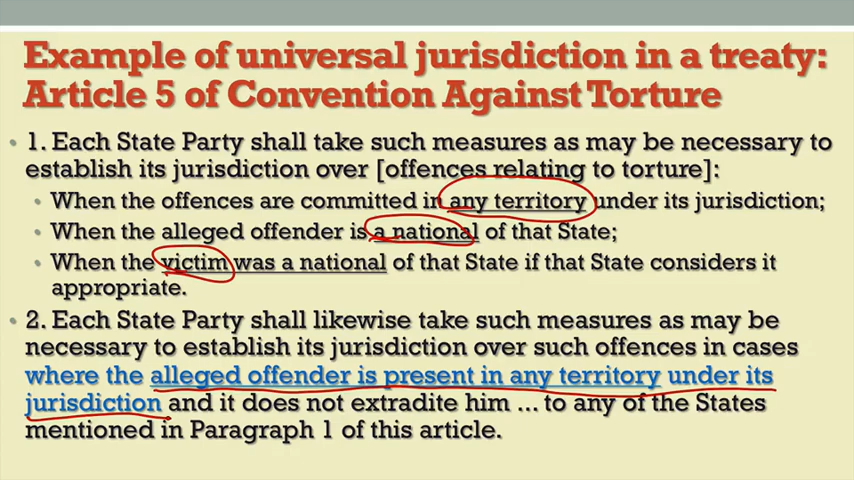 Example of universal jurisdiction in a treaty:
Article 5 of Convention Against Torture
• 1. Each State Party shall take such measures as may be necessary to
establish its jurisdiction over [offences relating to torture]:
• When the offences are committed in any territory under its jurisdiction;
• When the alleged offender is a national of that State;
• When the victim was a national of that State if that State considers it
appropriate.
• 2. Each State Party shall likewise take such measures as may be
necessary to establish its jurisdiction over such offences in cases
where the alleged offender is present in any territory under its
jurisdiction and it does not extradite him ... to any of the States
mentioned in Paragraph 1 of this article.